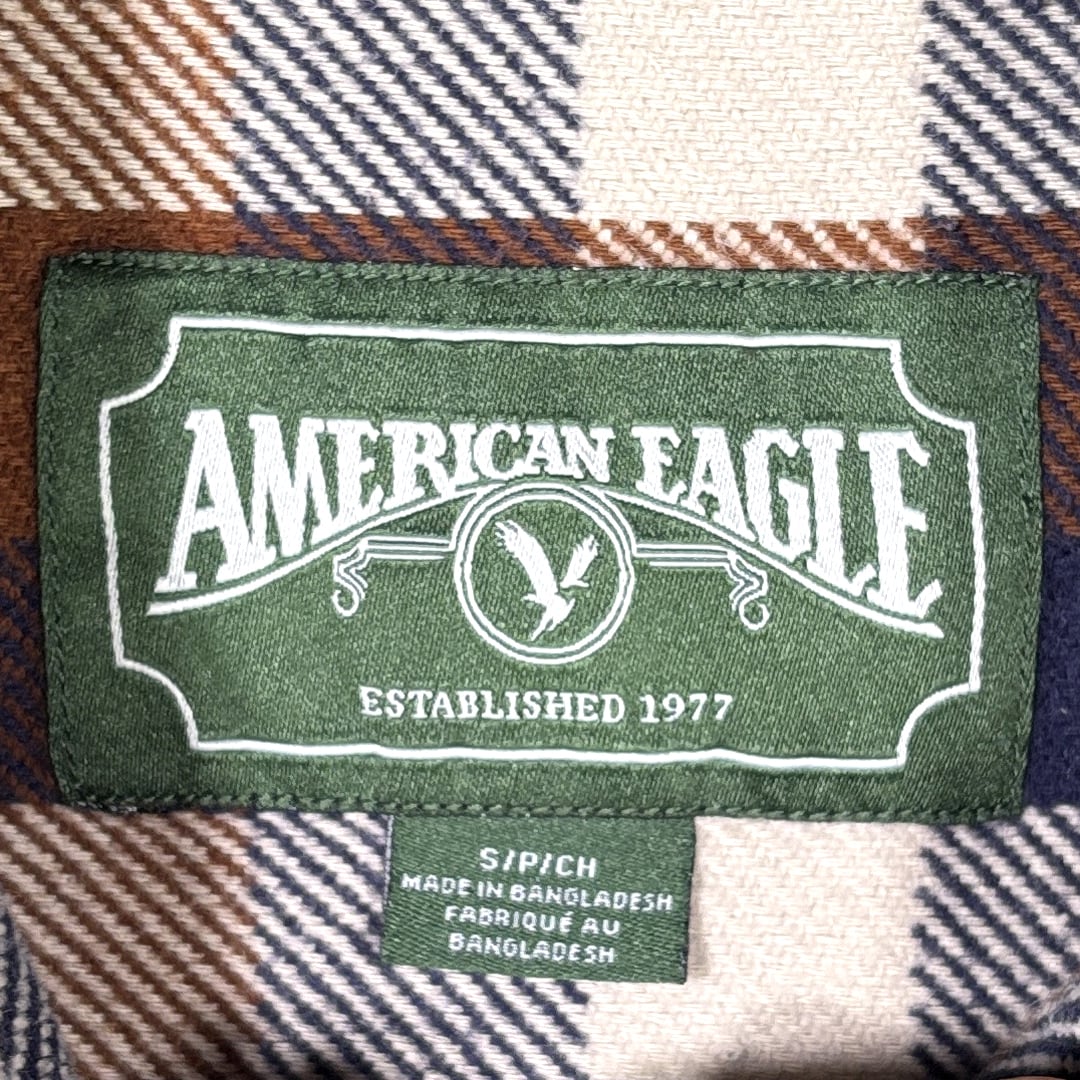 AMERICAN EAGLE
ESTABLISHED 1977
S/P/CH
MADE IN BANGLADESH
FABRIQUÉ AU
BANGLADESH